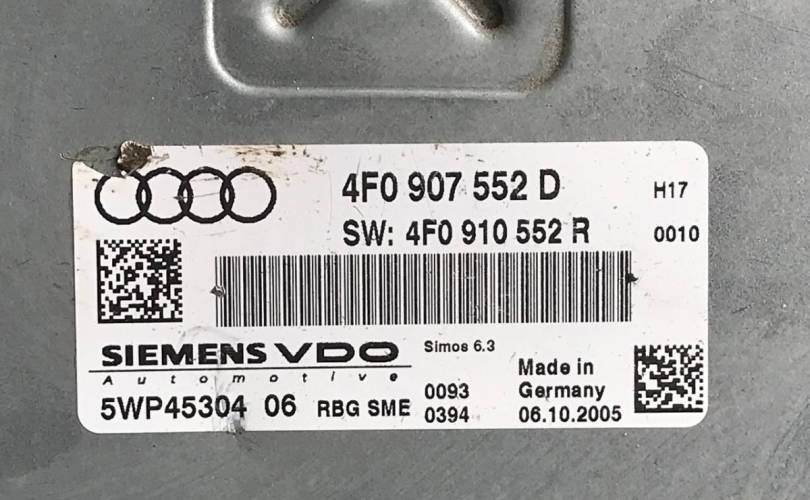 4F0 907 552 D H17
SW: 4F0 910 552 R 0010
SIEMENS VDO Simos 6.3
Automotive
Made in
Germany
5WP45304 06 RBG SME
0093
0394
06.10.2005